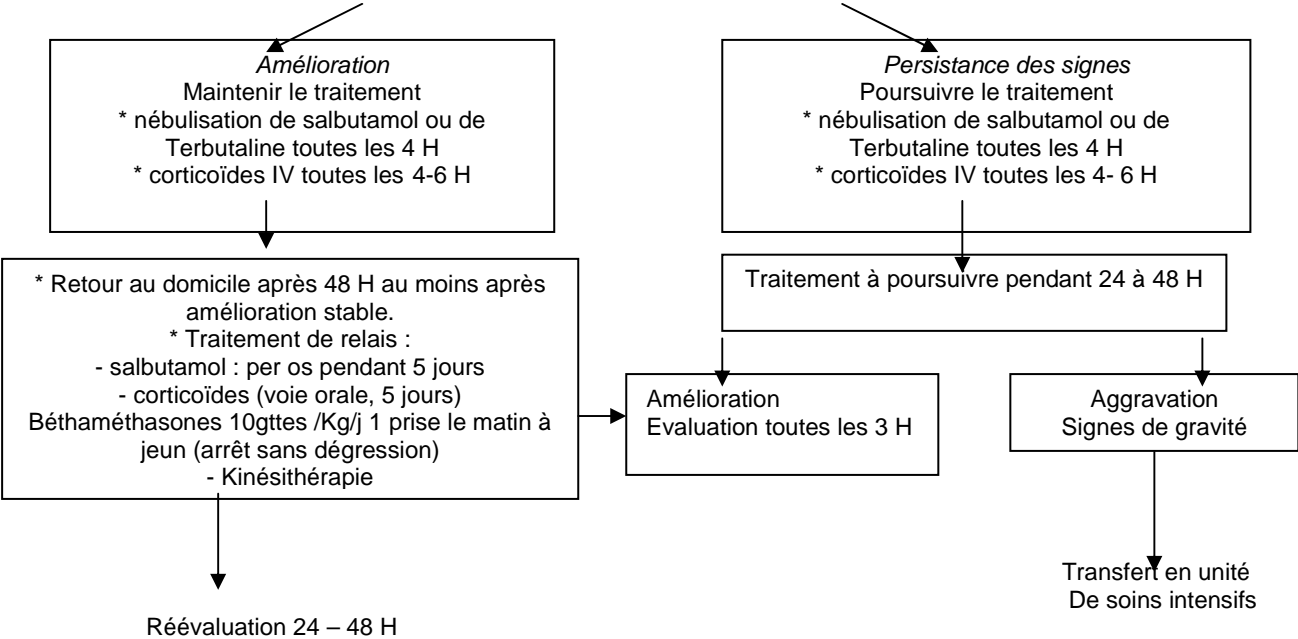 Amélioration
Maintenir le traitement
* nébulisation de salbutamol ou de
Terbutaline toutes les 4 H
* corticoïdes IV toutes les 4-6 H
Persistance des signes
Poursuivre le traitement
* nébulisation de salbutamol ou de
Terbutaline toutes les 4 H
* corticoïdes IV toutes les 4- 6 H
* Retour au domicile après 48 H au moins après
amélioration stable.
* Traitement de relais :
- salbutamol : per os pendant 5 jours
- corticoïdes (voie orale, 5 jours)
Béthaméthasones 10gttes /Kg/j 1 prise le matin à
jeun (arrêt sans dégression)
- Kinésithérapie
Traitement à poursuivre pendant 24 à 48 H
Amélioration
Evaluation toutes les 3 H
Aggravation
Signes de gravité
Transfert en unité
De soins intensifs
Réévaluation 24 – 48 H